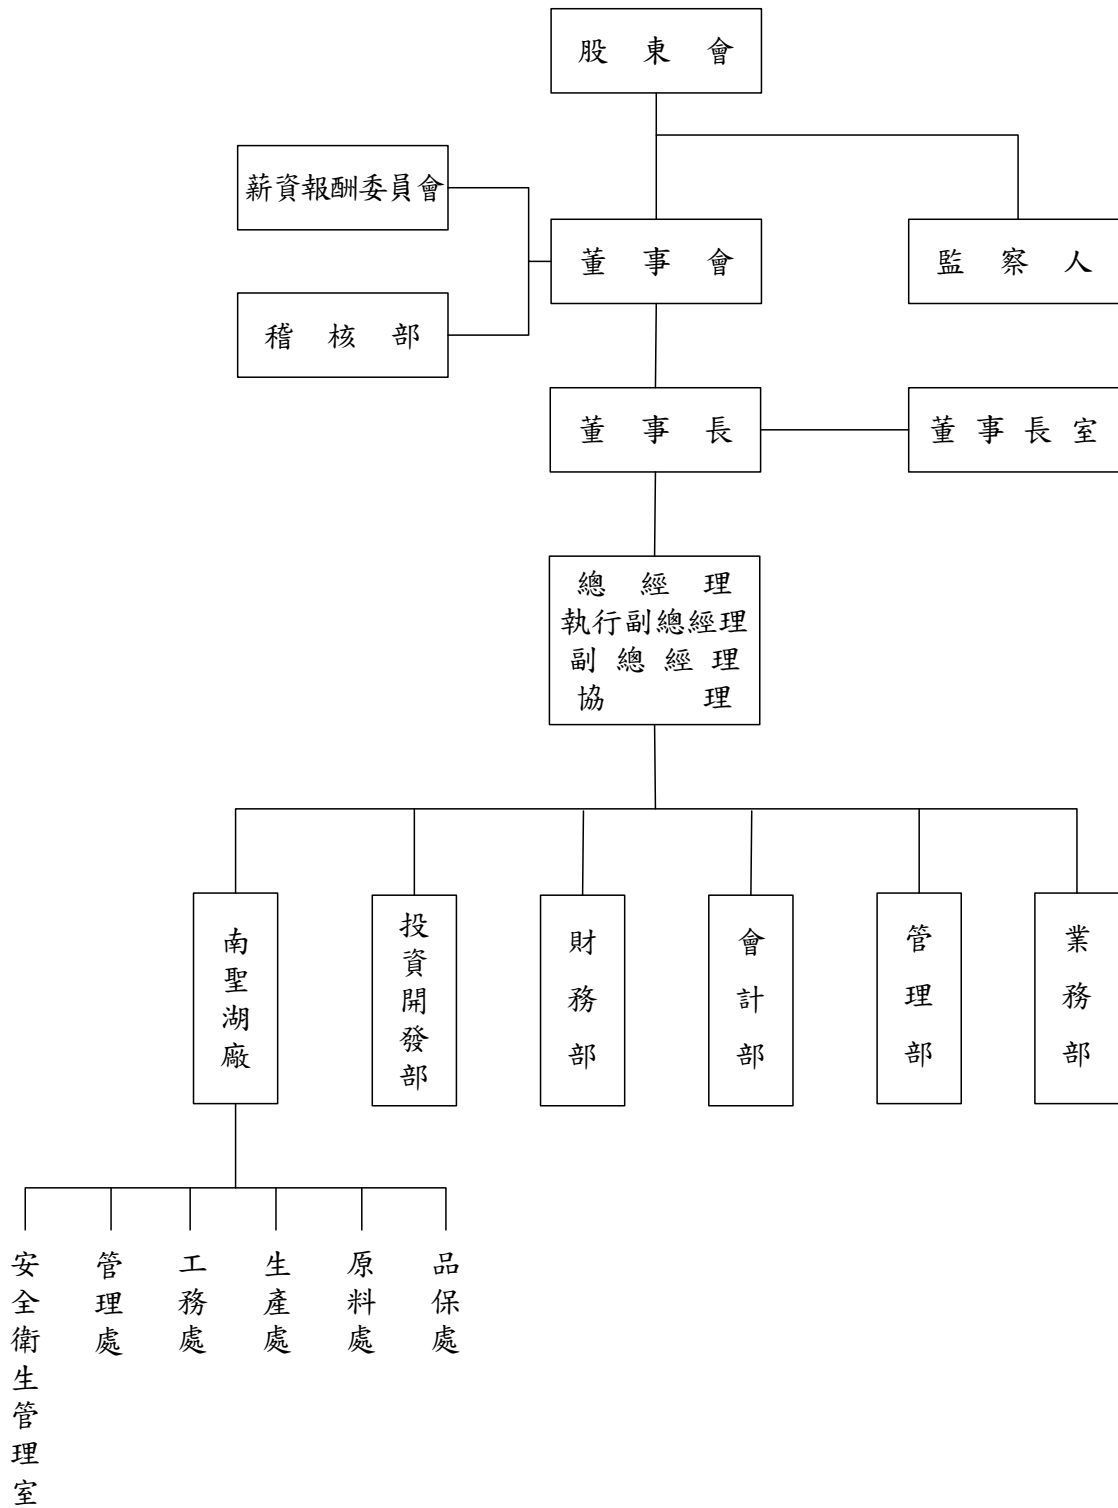 股東會
薪資報酬委員會
董事會
監察人
稽核部
董事長
董事長室
總經理
執行副總經理
副總經理
協理
南聖湖廠
投資開發部
財務部
會計部
管理部
業務部
安全衛生管理室
管理處
工務處
生產處
原料處
品保處